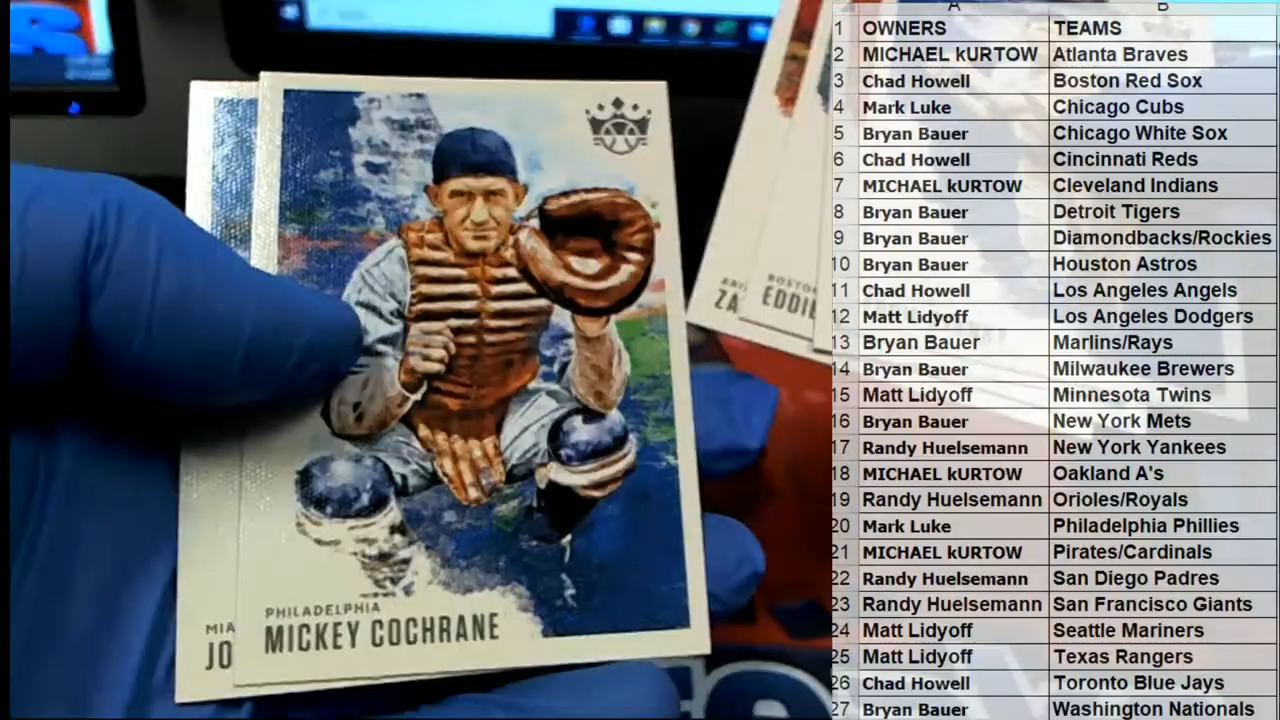 PHILADELPHIA
MICKEY COCHRANE
MIA
JO
ZA
BOSTON
EDDIE
A B
1 OWNERS TEAMS
2 MICHAEL kURTOW Atlanta Braves
3 Chad Howell Boston Red Sox
4 Mark Luke Chicago Cubs
5 Bryan Bauer Chicago White Sox
6 Chad Howell Cincinnati Reds
7 MICHAEL kURTOW Cleveland Indians
8 Bryan Bauer Detroit Tigers
9 Bryan Bauer Diamondbacks/Rockies
10 Bryan Bauer Houston Astros
11 Chad Howell Los Angeles Angels
12 Matt Lidyoff Los Angeles Dodgers
13 Bryan Bauer Marlins/Rays
14 Bryan Bauer Milwaukee Brewers
15 Matt Lidyoff Minnesota Twins
16 Bryan Bauer New York Mets
17 Randy Huelsemann New York Yankees
18 MICHAEL kURTOW Oakland A's
19 Randy Huelsemann Orioles/Royals
20 Mark Luke Philadelphia Phillies
21 MICHAEL kURTOW Pirates/Cardinals
22 Randy Huelsemann San Diego Padres
23 Randy Huelsemann San Francisco Giants
24 Matt Lidyoff Seattle Mariners
25 Matt Lidyoff Texas Rangers
26 Chad Howell Toronto Blue Jays
27 Bryan Bauer Washington Nationals